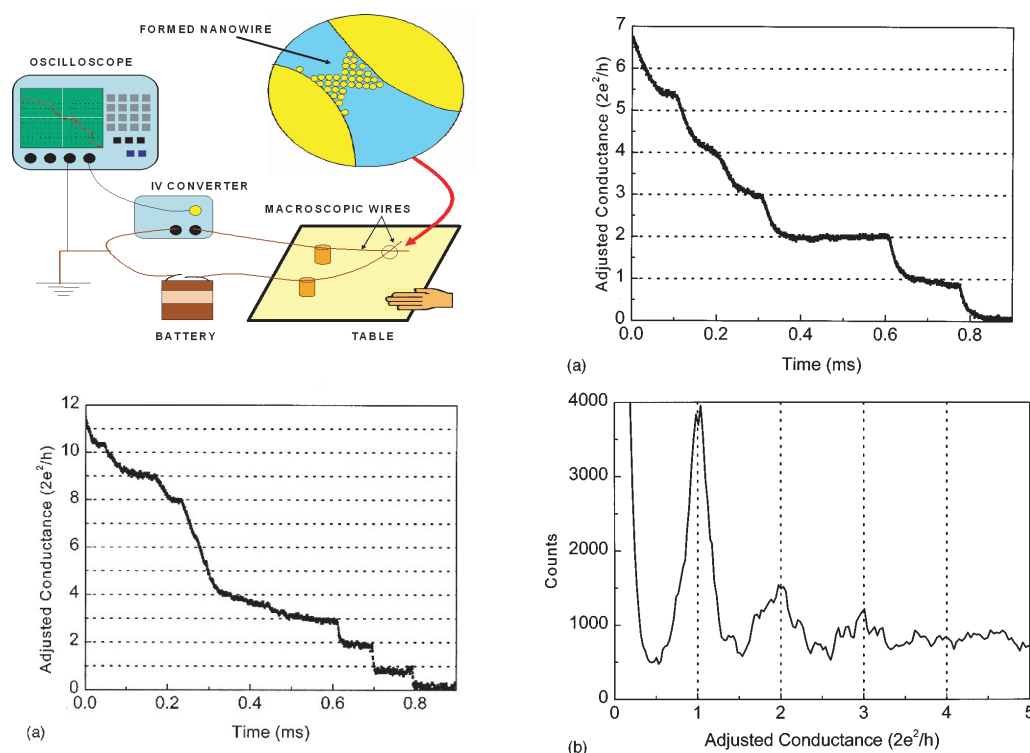 FORMED NANOWIRE
OSCILLOSCOPE
IV CONVERTER
MACROSCOPIC WIRES
BATTERY
TABLE
7
6
5
4
3
2
1
0
Adjusted Conductance (2e²/h)
0.0
0.2
0.4
0.6
0.8
Time (ms)
(a)
12
10
8
6
4
2
0
Adjusted Conductance (2e²/h)
0.0
0.2
0.4
0.6
0.8
Time (ms)
(a)
4000
3000
2000
1000
0
Counts
0
1
2
3
4
5
Adjusted Conductance (2e²/h)
(b)